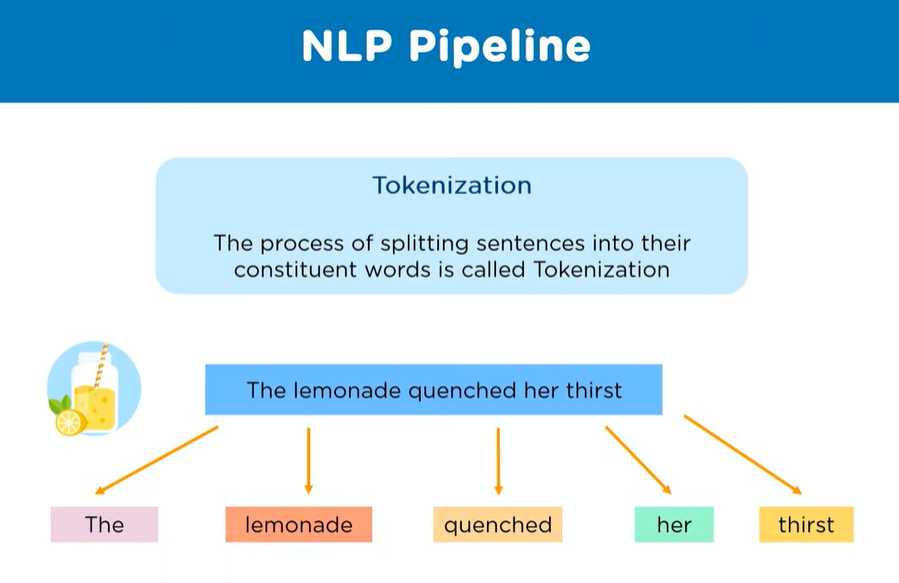 NLP Pipeline
Tokenization
The process of splitting sentences into their
constituent words is called Tokenization
The lemonade quenched her thirst
The lemonade quenched her thirst